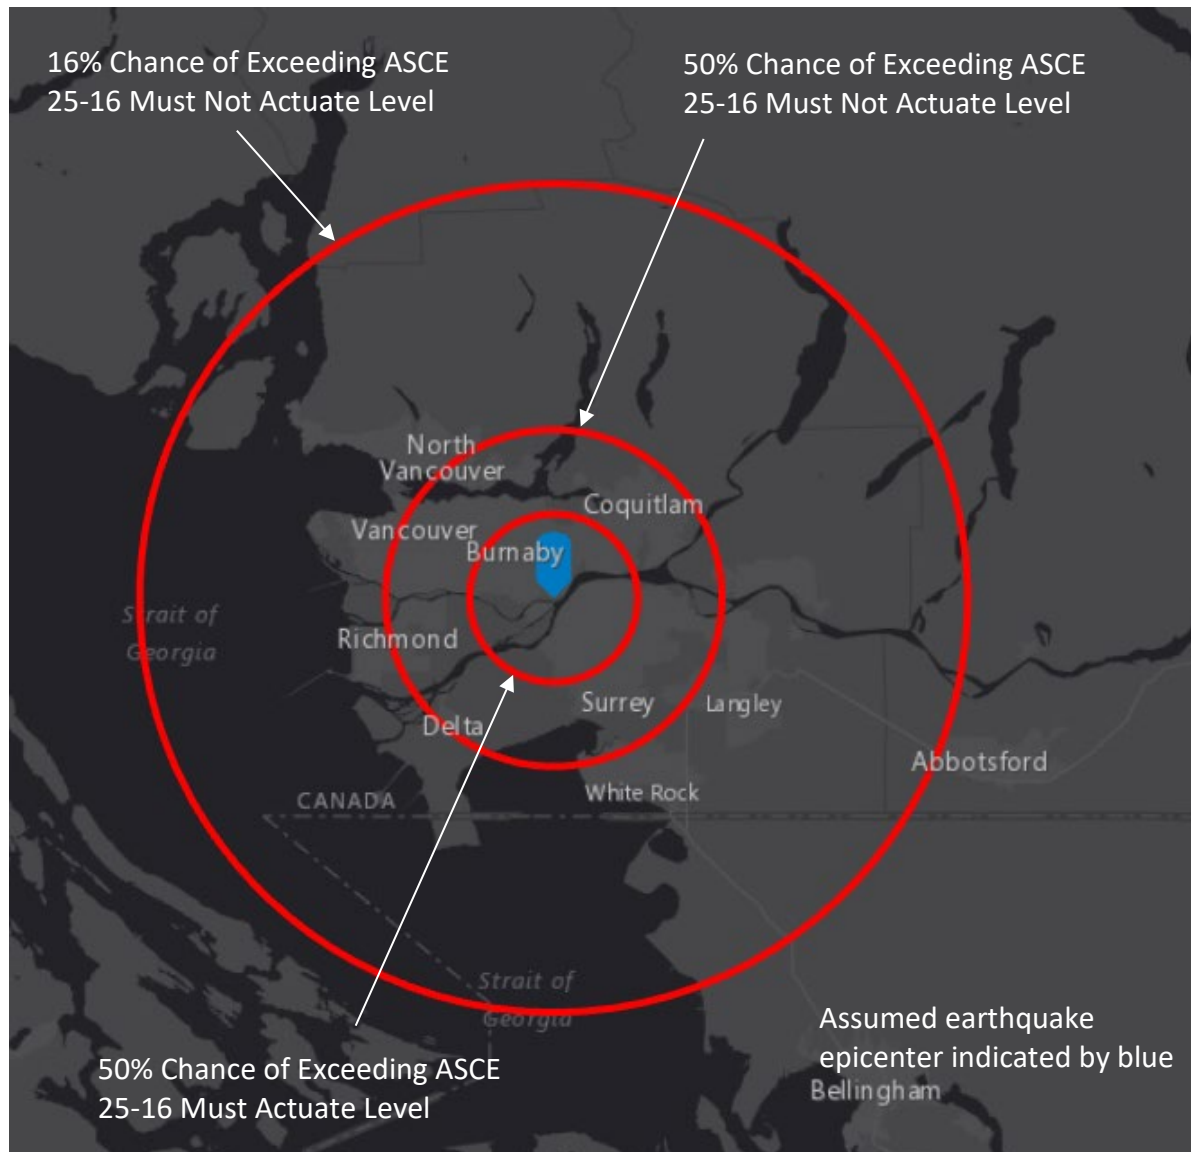 16% Chance of Exceeding ASCE
25-16 Must Not Actuate Level
50% Chance of Exceeding ASCE
25-16 Must Not Actuate Level
North
Vancouver
Coquitlam
Vancouver
Burnaby
Strait of
Georgia
Richmond
Surrey
Langley
Delta
Abbotsford
White Rock
CANADA
Strait of
Georgia
Assumed earthquake
epicenter indicated by blue
50% Chance of Exceeding ASCE
25-16 Must Actuate Level
Bellingham